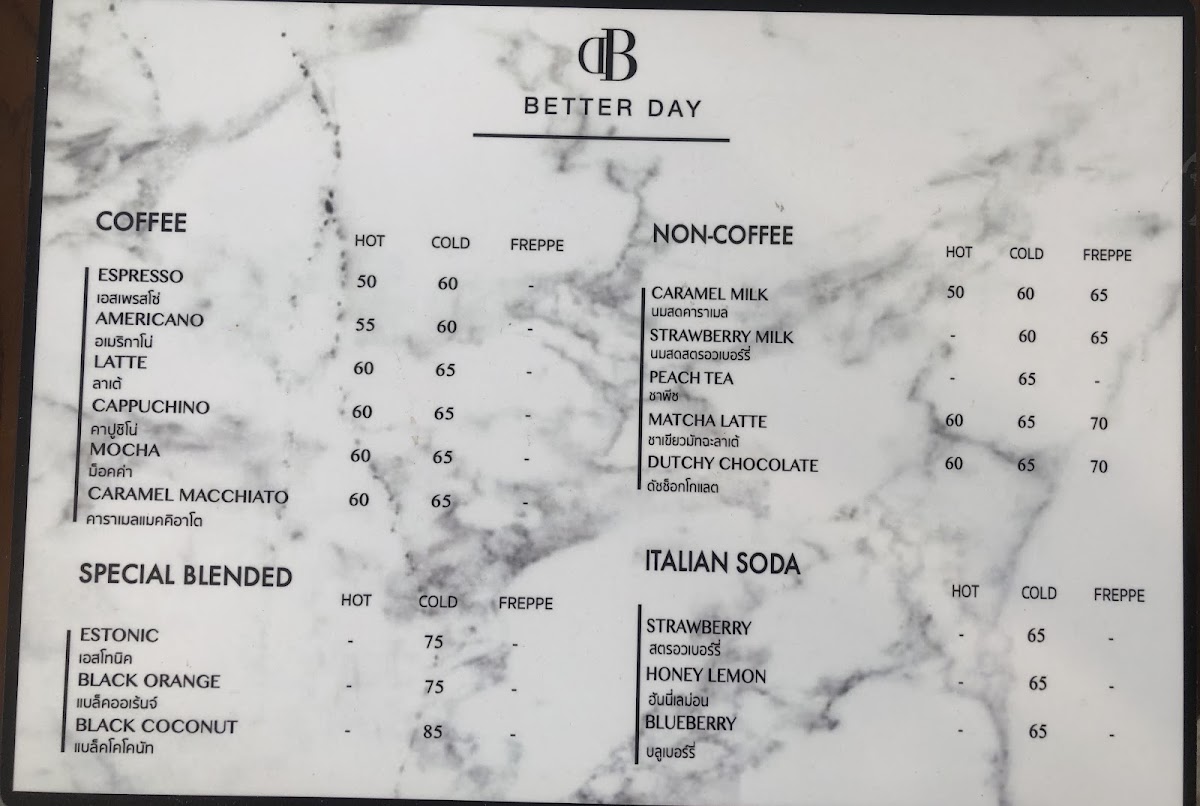 B
BETTER DAY
COFFEE
HOT COLD FREPPE
ESPRESSO 50 60 -
เอสเพรสโซ่
AMERICANO 55 60 -
อเมริกาโน่
LATTE 60 65 -
ลาเต้
CAPPUCHINO 60 65 -
คาปูชิโน่
MOCHA 60 65 -
ม็อคค่า
CARAMEL MACCHIATO 60 65 -
คาราเมลแมคคิอาโต
SPECIAL BLENDED
HOT COLD FREPPE
ESTONIC - 75 -
เอสโทนิค
BLACK ORANGE - 75 -
แบล็คออเร้นจ์
BLACK COCONUT - 85 -
แบล็คโคโคนัท
NON-COFFEE
HOT COLD FREPPE
CARAMEL MILK 50 60 65
นมสดคาราเมล
STRAWBERRY MILK - 60 65
นมสดสตรอวเบอร์รี่
PEACH TEA - 65 -
ชาพีช
MATCHA LATTE 60 65 70
ชาเขียวมัทฉะลาเต้
DUTCHY CHOCOLATE 60 65 70
ดัชช็อกโกแลต
ITALIAN SODA
HOT COLD FREPPE
STRAWBERRY - 65 -
สตรอวเบอร์รี่
HONEY LEMON - 65 -
ฮันนี่เลม่อน
BLUEBERRY - 65 -
บลูเบอร์รี่